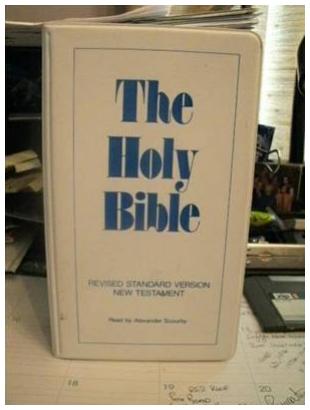 The
Holy
Bible
REVISED STANDARD VERSION
NEW TESTAMENT
Read by Alexander Scourby
18
19
20